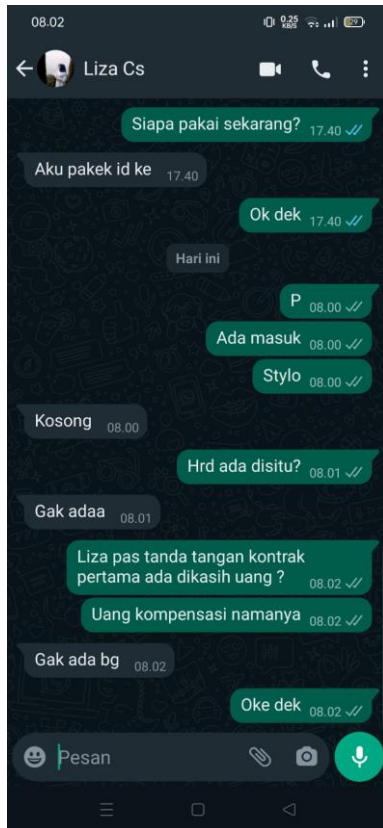 08.02
0.25
KB/S
29
Liza Cs
Siapa pakai sekarang? 17.40
Aku pakek id ke 17.40
Ok dek 17.40
Hari ini
P 08.00
Ada masuk 08.00
Stylo 08.00
Kosong 08.00
Hrd ada disitu? 08.01
Gak adaa 08.01
Liza pas tanda tangan kontrak
pertama ada dikasih uang ? 08.02
Uang kompensasi namanya 08.02
Gak ada bg 08.02
Oke dek 08.02
Pesan